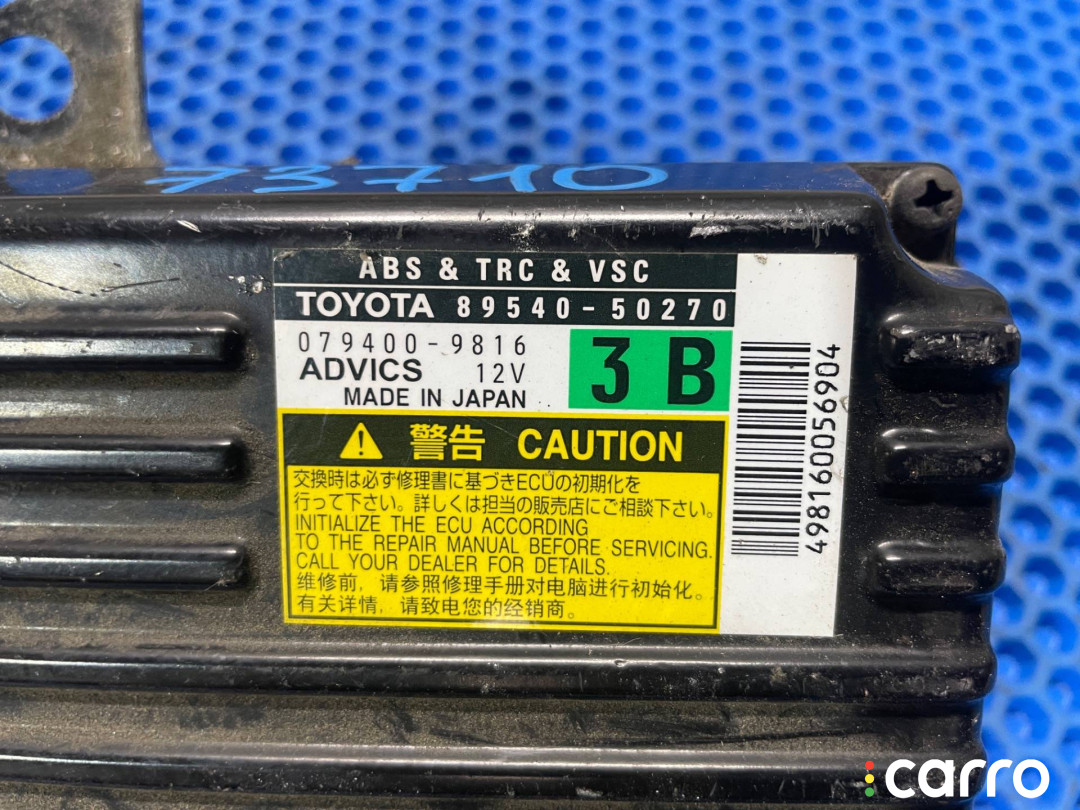 73710
ABS & TRC & VSC
TOYOTA 89540-50270
079400-9816
ADVICS 12V
MADE IN JAPAN
3B
警告 CAUTION
交換時は必ず修理書に基づきECUの初期化を
行って下さい。詳しくは担当の販売店にご相談下さい。
INITIALIZE THE ECU ACCORDING
TO THE REPAIR MANUAL BEFORE SERVICING.
CALL YOUR DEALER FOR DETAILS.
维修前，请参照修理手册对电脑进行初始化。
有关详情，请致电您的经销商。
4981600056904
carro